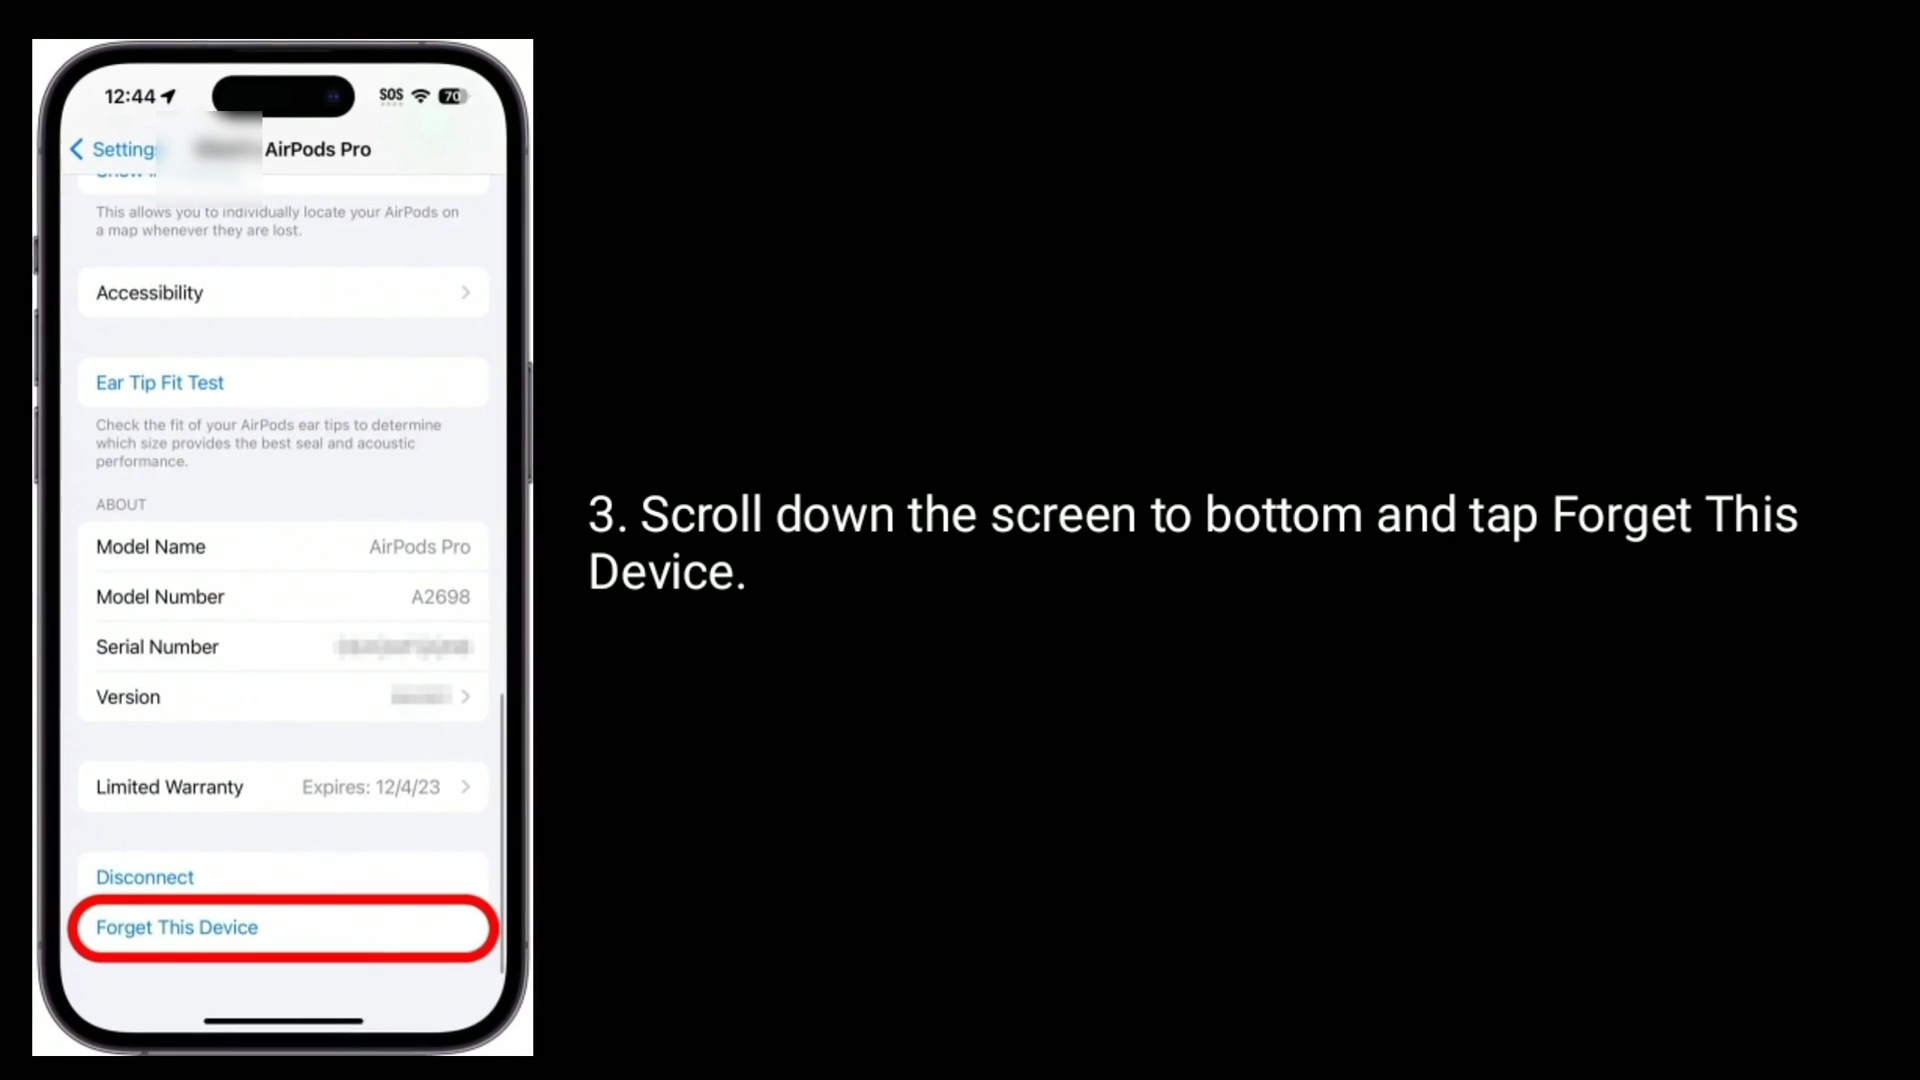 12:44
SOS
70
Setting
AirPods Pro
This allows you to individually locate your AirPods on
a map whenever they are lost.
Accessibility
Ear Tip Fit Test
Check the fit of your AirPods ear tips to determine
which size provides the best seal and acoustic
performance.
ABOUT
Model Name AirPods Pro
Model Number A2698
Serial Number
Version
Limited Warranty Expires: 12/4/23
Disconnect
Forget This Device
3. Scroll down the screen to bottom and tap Forget This
Device.